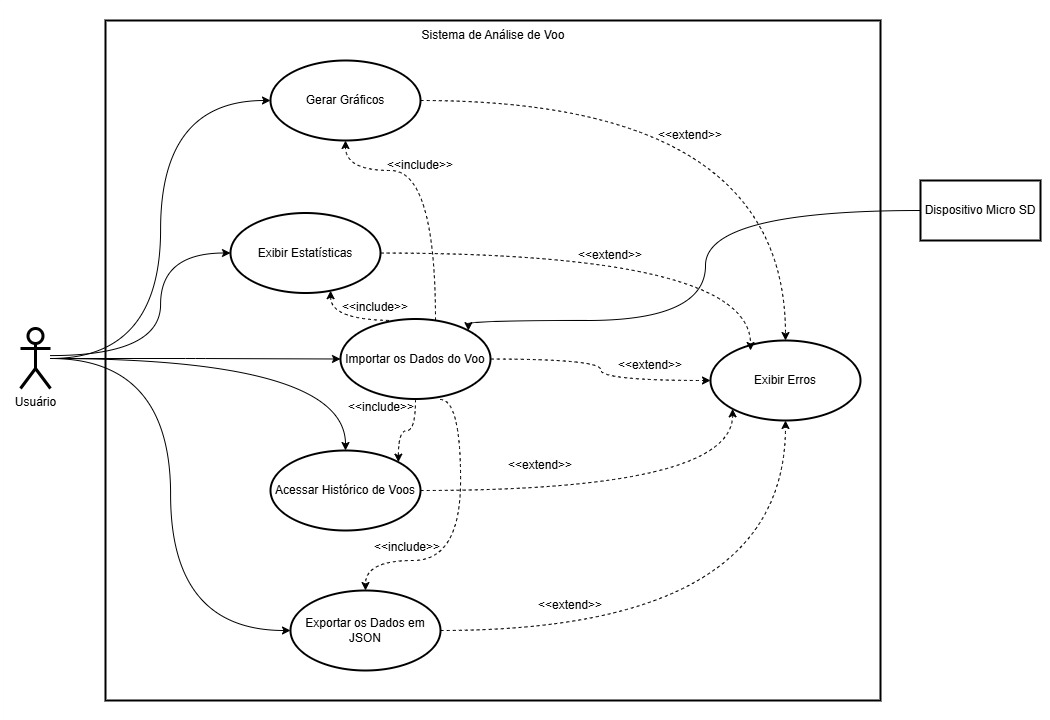 Sistema de Análise de Voo
Gerar Gráficos
<<extend>>
<<include>>
Dispositivo Micro SD
Exibir Estatísticas
<<extend>>
<<include>>
Importar os Dados do Voo
<<extend>>
Exibir Erros
Usuário
<<include>>
<<extend>>
Acessar Histórico de Voos
<<include>>
<<extend>>
Exportar os Dados em
JSON